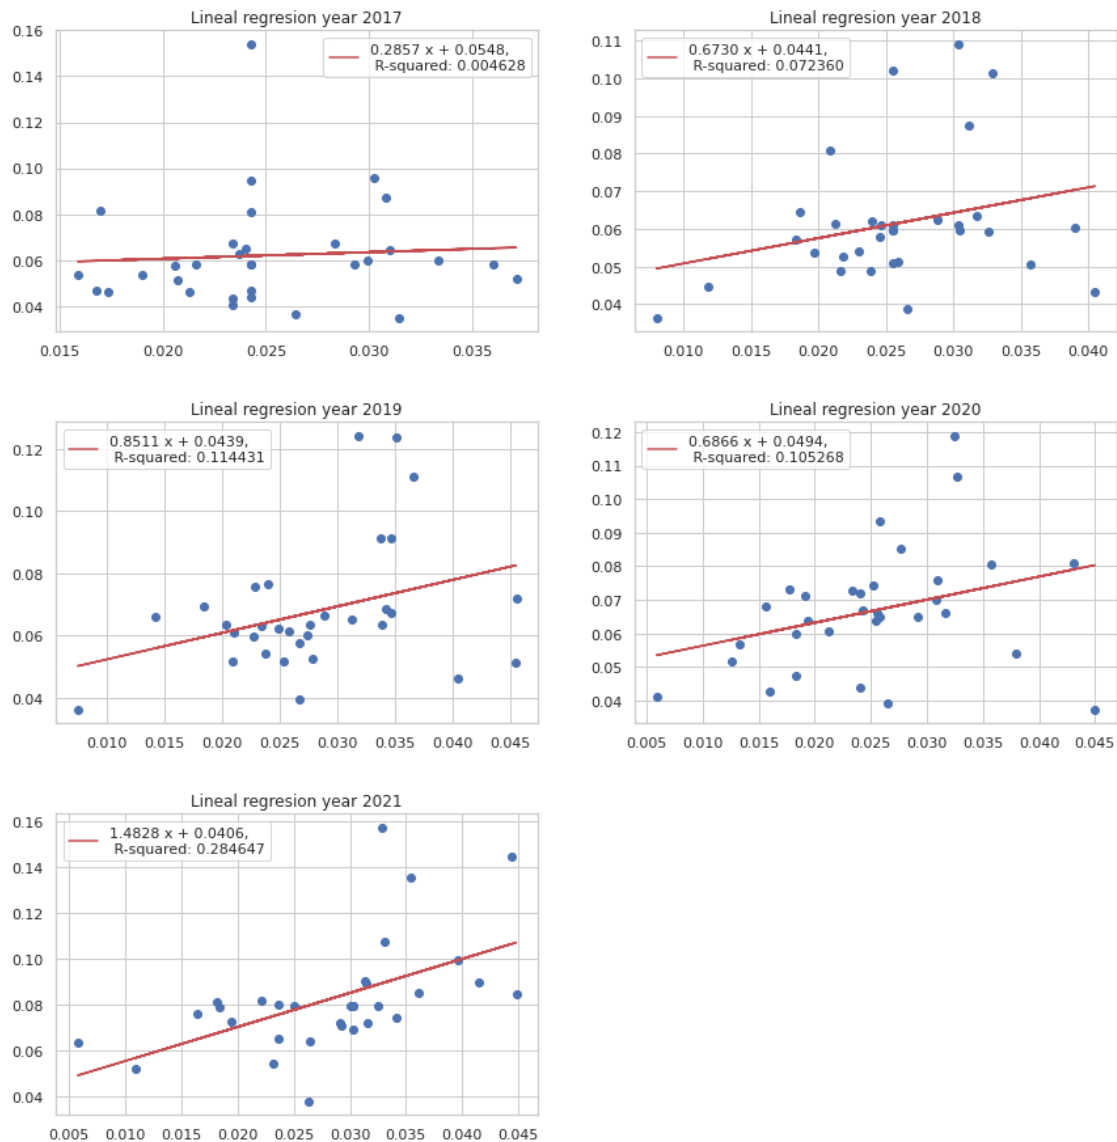 Lineal regresion year 2017
0.2857 x + 0.0548,
R-squared: 0.004628
0.16
0.14
0.12
0.10
0.08
0.06
0.04
0.015 0.020 0.025 0.030 0.035
Lineal regresion year 2018
0.6730 x + 0.0441,
R-squared: 0.072360
0.11
0.10
0.09
0.08
0.07
0.06
0.05
0.04
0.010 0.015 0.020 0.025 0.030 0.035 0.040
Lineal regresion year 2019
0.8511 x + 0.0439,
R-squared: 0.114431
0.12
0.10
0.08
0.06
0.04
0.010 0.015 0.020 0.025 0.030 0.035 0.040 0.045
Lineal regresion year 2020
0.6866 x + 0.0494,
R-squared: 0.105268
0.12
0.11
0.10
0.09
0.08
0.07
0.06
0.05
0.04
0.005 0.010 0.015 0.020 0.025 0.030 0.035 0.040 0.045
Lineal regresion year 2021
1.4828 x + 0.0406,
R-squared: 0.284647
0.16
0.14
0.12
0.10
0.08
0.06
0.04
0.005 0.010 0.015 0.020 0.025 0.030 0.035 0.040 0.045